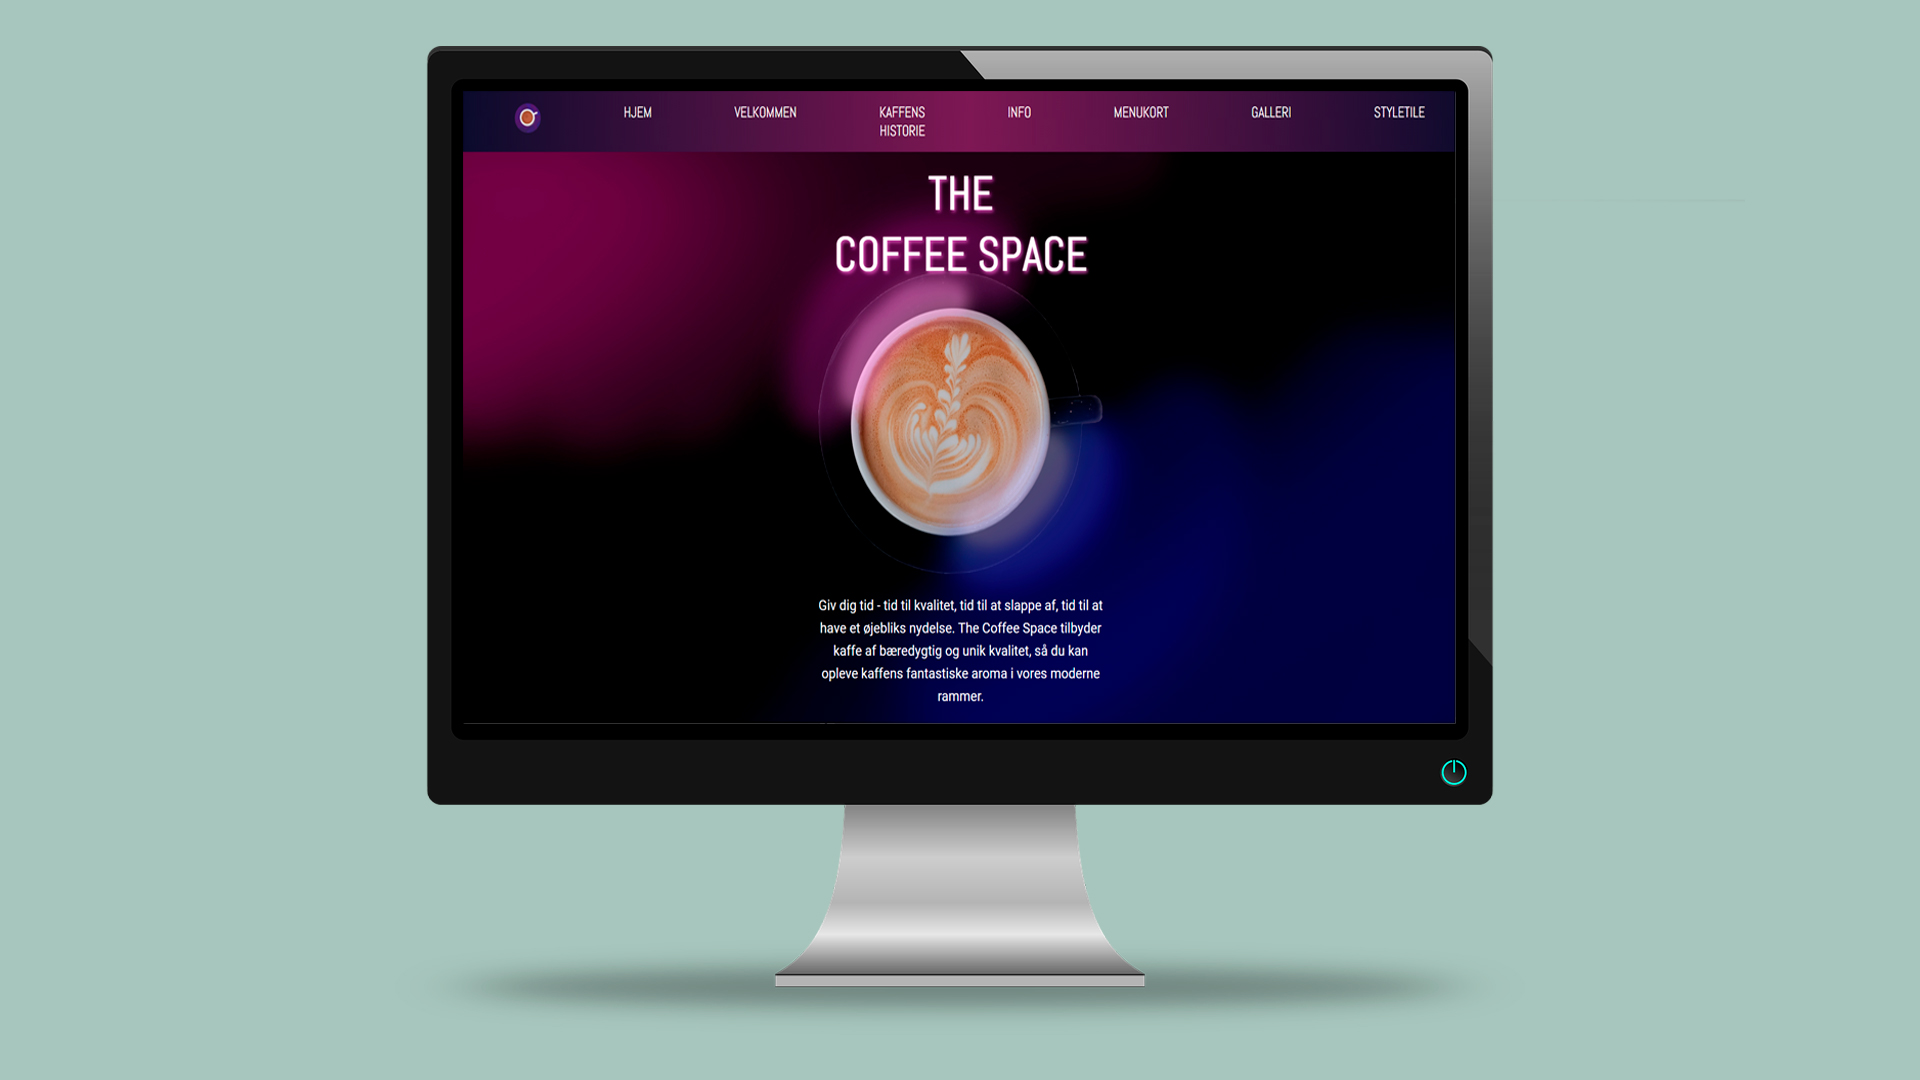 HJEM
VELKOMMEN
KAFFENS
HISTORIE
INFO
MENUKORT
GALLERI
STYLETILE
THE
COFFEE SPACE
Giv dig tid - tid til kvalitet, tid til at slappe af, tid til at
have et øjebliks nydelse. The Coffee Space tilbyder
kaffe af bæredygtig og unik kvalitet, så du kan
opleve kaffens fantastiske aroma i vores moderne
rammer.